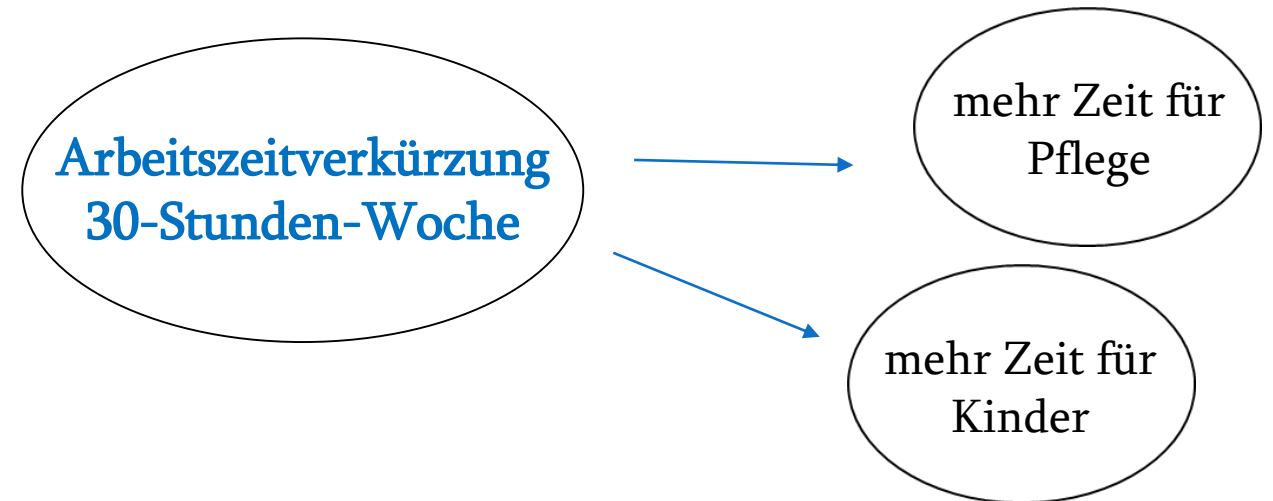 Arbeitszeitverkürzung
30-Stunden-Woche
mehr Zeit für
Pflege
mehr Zeit für
Kinder